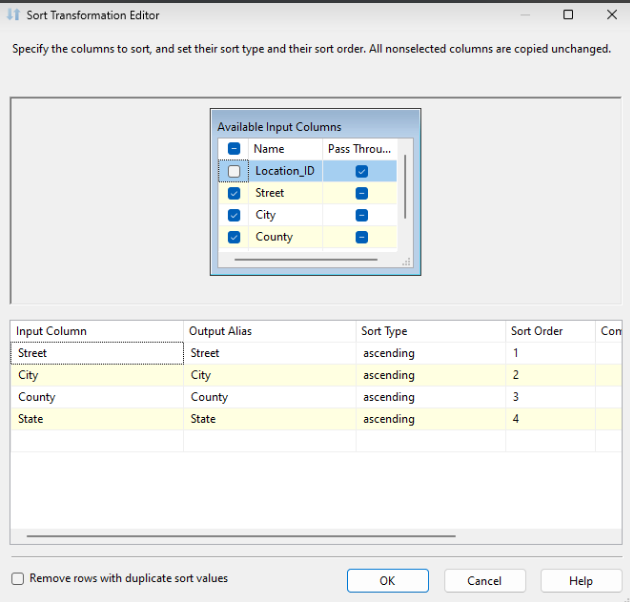 Sort Transformation Editor
Specify the columns to sort, and set their sort type and their sort order. All nonselected columns are copied unchanged.
Available Input Columns
Name Pass Throu...
Location_ID
Street
City
County
Input Column Output Alias Sort Type Sort Order Com
Street Street ascending 1
City City ascending 2
County County ascending 3
State State ascending 4
Remove rows with duplicate sort values
OK Cancel Help